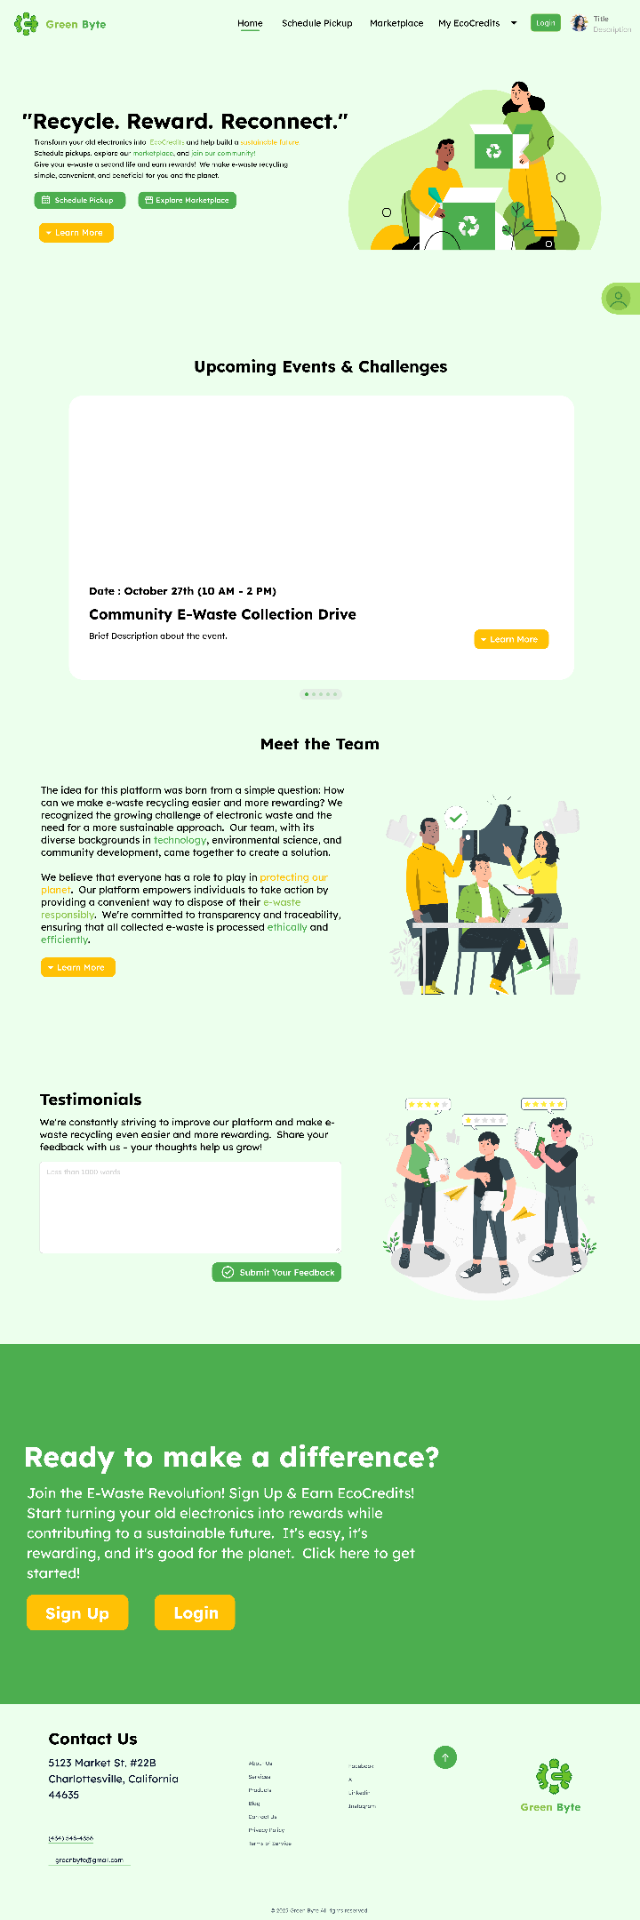 Green Byte
Home
Schedule Pickup
Marketplace
My EcoCredits
Login
Title
Description
"Recycle. Reward. Reconnect."
Transform your old electronics into EcoCredits and help build a sustainable future
Schedule pickups, explore our marketplace, and join our community!
Give your e-waste a second life and earn rewards! We make e-waste recycling
simple, convenient, and beneficial for you and the planet.
Schedule Pickup
Explore Marketplace
Learn More
Upcoming Events & Challenges
Date : October 27th (10 AM - 2 PM)
Community E-Waste Collection Drive
Brief Description about the event.
Learn More
Meet the Team
The idea for this platform was born from a simple question: How
can we make e-waste recycling easier and more rewarding? We
recognized the growing challenge of electronic waste and the
need for a more sustainable approach. Our team, with its
diverse backgrounds in technology, environmental science, and
community development, came together to create a solution.
We believe that everyone has a role to play in protecting our
planet. Our platform empowers individuals to take action by
providing a convenient way to dispose of their e-waste
responsibly. We're committed to transparency and traceability,
ensuring that all collected e-waste is processed ethically and
efficiently.
Learn More
Testimonials
We're constantly striving to improve our platform and make e-
waste recycling even easier and more rewarding. Share your
feedback with us - your thoughts help us grow!
Less than 1000 words
Submit Your Feedback
Ready to make a difference?
Join the E-Waste Revolution! Sign Up & Earn EcoCredits!
Start turning your old electronics into rewards while
contributing to a sustainable future. It's easy, it's
rewarding, and it's good for the planet. Click here to get
started!
Sign Up
Login
Contact Us
5123 Market St. #22B
Charlottesville, California
44635
greenbyte@gmail.com
About Us
Services
Products
Blog
Contact Us
Privacy Policy
Terms of Service
Facebook
X
Linkedin
Instagram
Green Byte
Green Byte All rights reserved